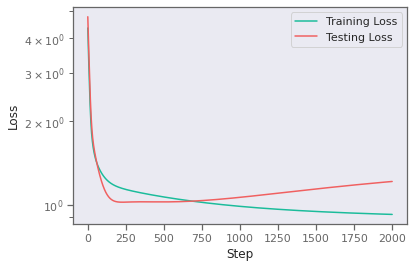 Training Loss
Testing Loss
4 × 10⁰
3 × 10⁰
2 × 10⁰
10⁰
Loss
0 250 500 750 1000 1250 1500 1750 2000
Step